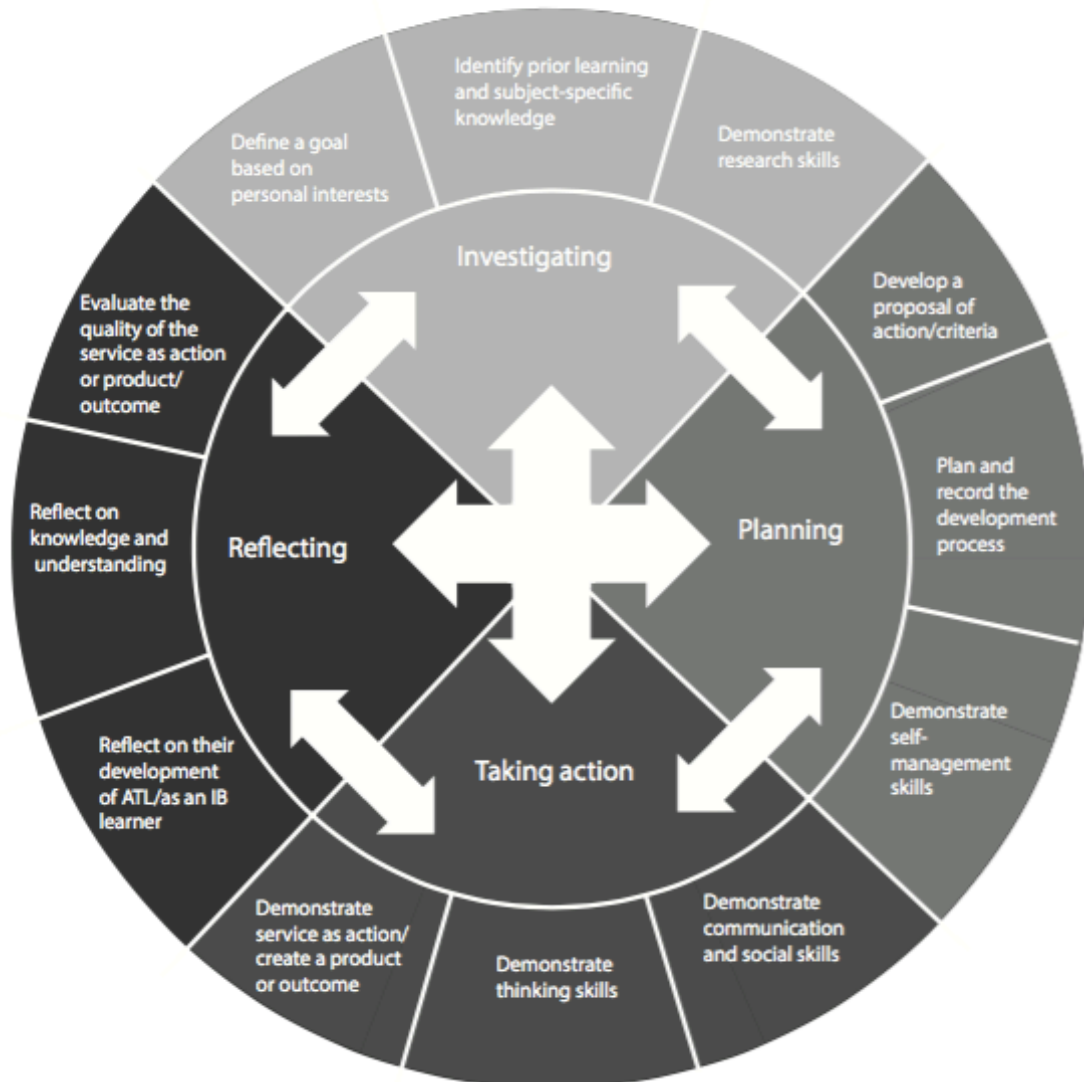 Identify prior learning
and subject-specific
knowledge
Define a goal
based on
personal interests
Demonstrate
research skills
Investigating
Develop a
proposal of
action/criteria
Evaluate the
quality of the
service as action
or product/
outcome
Plan and
record the
development
process
Reflect on
knowledge and
understanding
Reflecting
Planning
Demonstrate
self-
management
skills
Reflect on their
development
of ATL/as an IB
learner
Taking action
Demonstrate
service as action/
create a product
or outcome
Demonstrate
thinking skills
Demonstrate
communication
and social skills